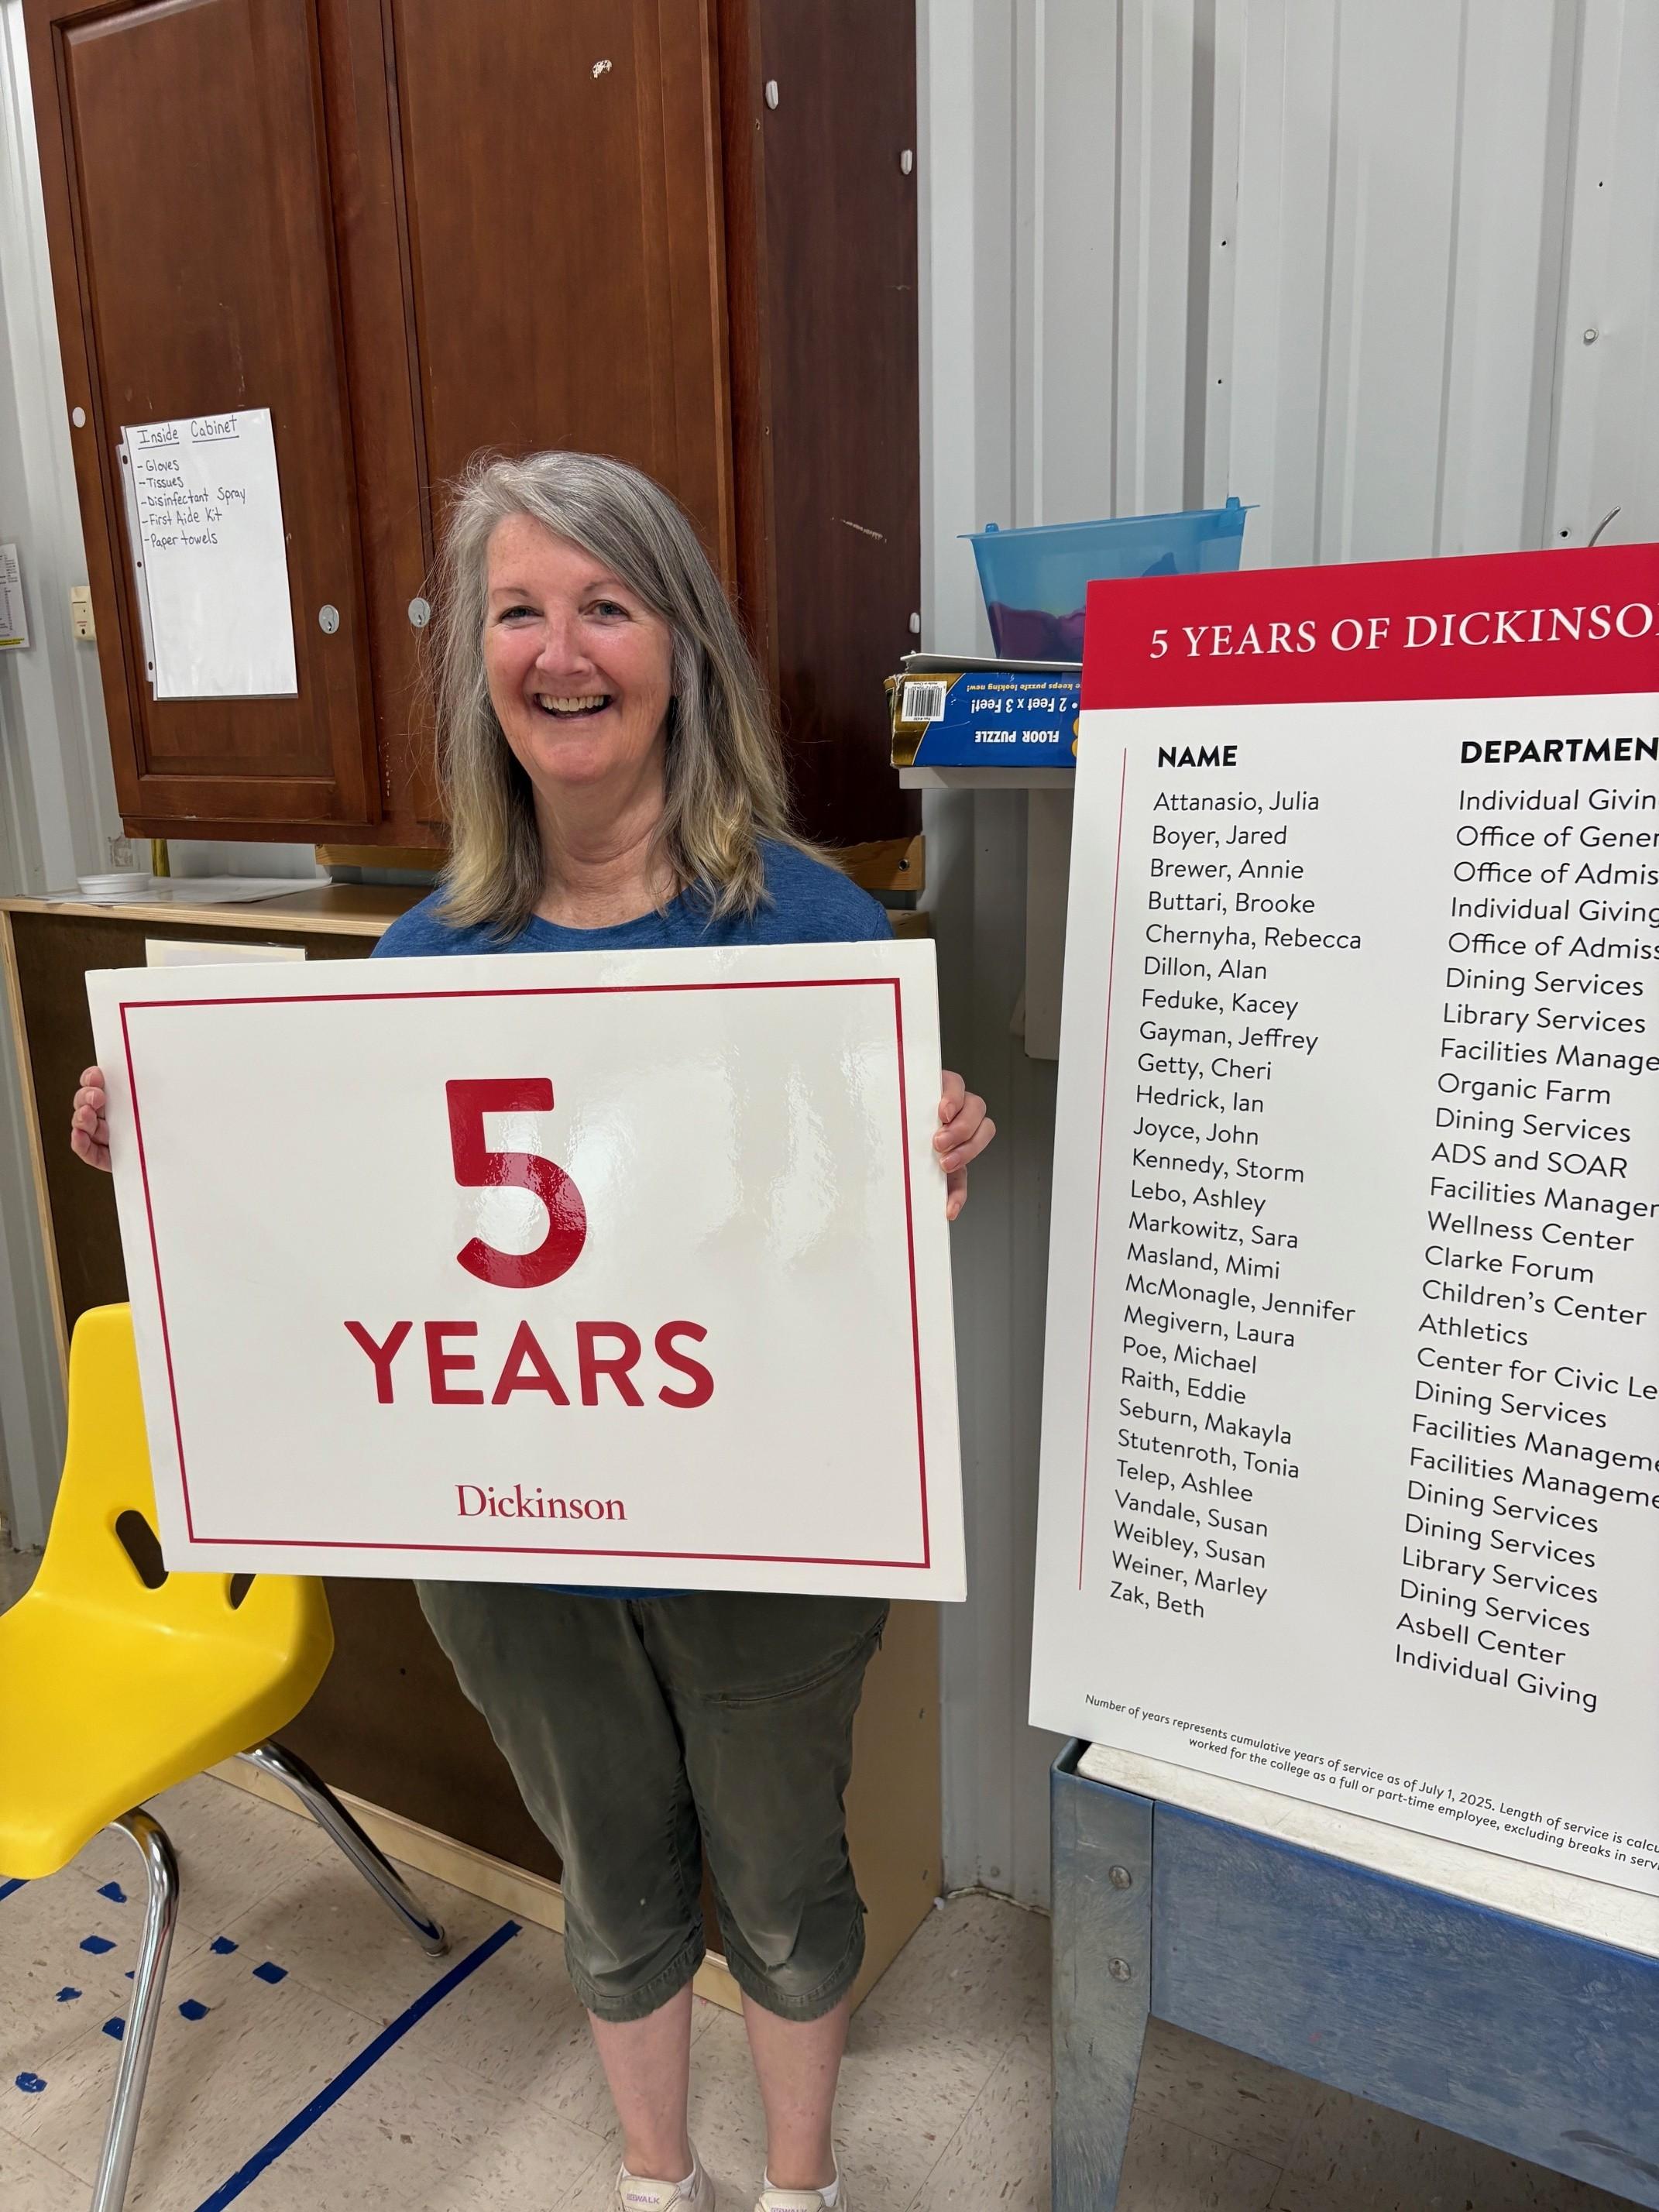 Inside Cabinet
-Gloves
-Tissues
-Disinfectant Spray
-First Aide Kit
-Paper towels
keeps puzzle looking new!
• 2 Feet x 3 Feet!
FLOOR PUZZLE
5
YEARS
Dickinson
5 YEARS OF DICKINSO
NAME DEPARTMEN
Attanasio, Julia Individual Givin
Boyer, Jared Office of Gener
Brewer, Annie Office of Admis
Buttari, Brooke Individual Giving
Chernyha, Rebecca Office of Admiss
Dillon, Alan Dining Services
Feduke, Kacey Library Services
Gayman, Jeffrey Facilities Manage
Getty, Cheri Organic Farm
Hedrick, Ian Dining Services
Joyce, John ADS and SOAR
Kennedy, Storm Facilities Manager
Lebo, Ashley Wellness Center
Markowitz, Sara Clarke Forum
Masland, Mimi Children's Center
McMonagle, Jennifer Athletics
Megivern, Laura Center for Civic Le
Poe, Michael Dining Services
Raith, Eddie Facilities Manageme
Seburn, Makayla Facilities Manageme
Stutenroth, Tonia Dining Services
Telep, Ashlee Dining Services
Vandale, Susan Library Services
Weibley, Susan Dining Services
Weiner, Marley Asbell Center
Zak, Beth Individual Giving
Number of years represents cumulative years of service as of July 1, 2025. Length of service is calcu
worked for the college as a full or part-time employee, excluding breaks in serv